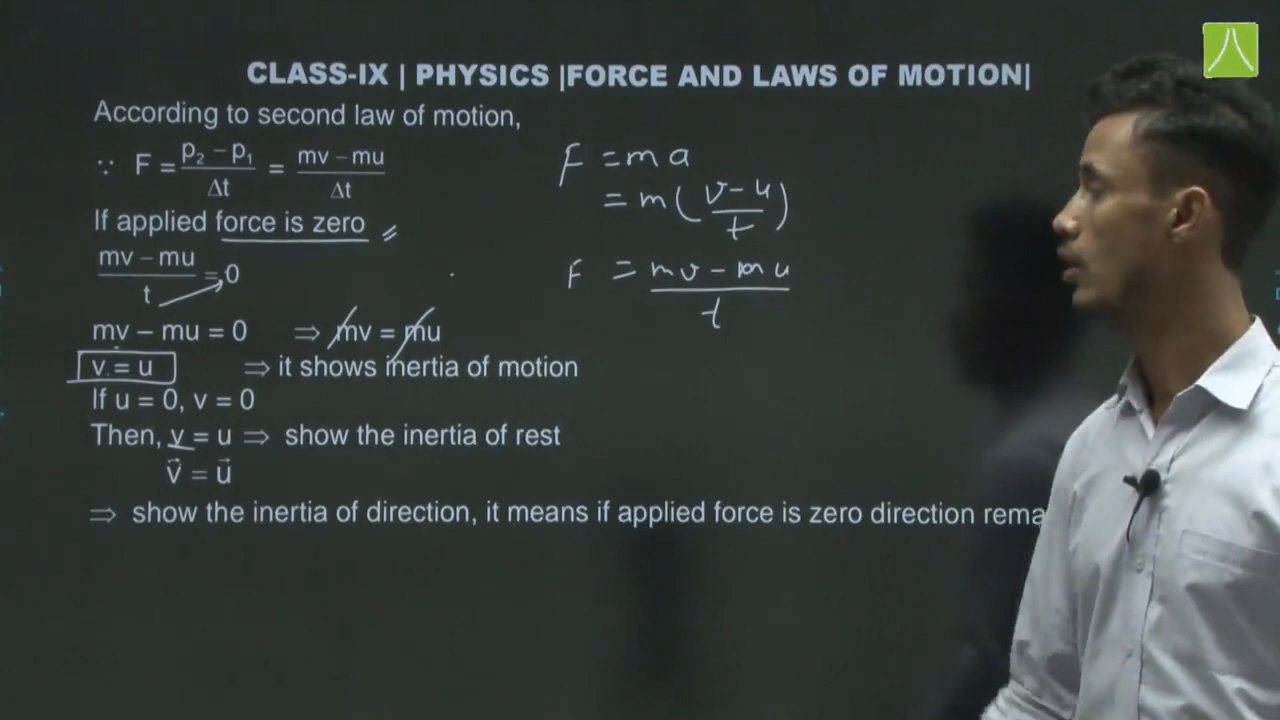 CLASS-IX | PHYSICS |FORCE AND LAWS OF MOTION|
According to second law of motion,
∵ F = (p₂ – p₁)/Δt = (mv – mu)/Δt
If applied force is zero
(mv – mu)/t = 0
mv – mu = 0 ⇒ mv = mu
v = u ⇒ it shows inertia of motion
If u = 0, v = 0
Then, v = u ⇒ show the inertia of rest
v⃗ = u⃗
⇒ show the inertia of direction, it means if applied force is zero direction rema
F = ma
= m(v – u/t)
F = (mv – mu)/t